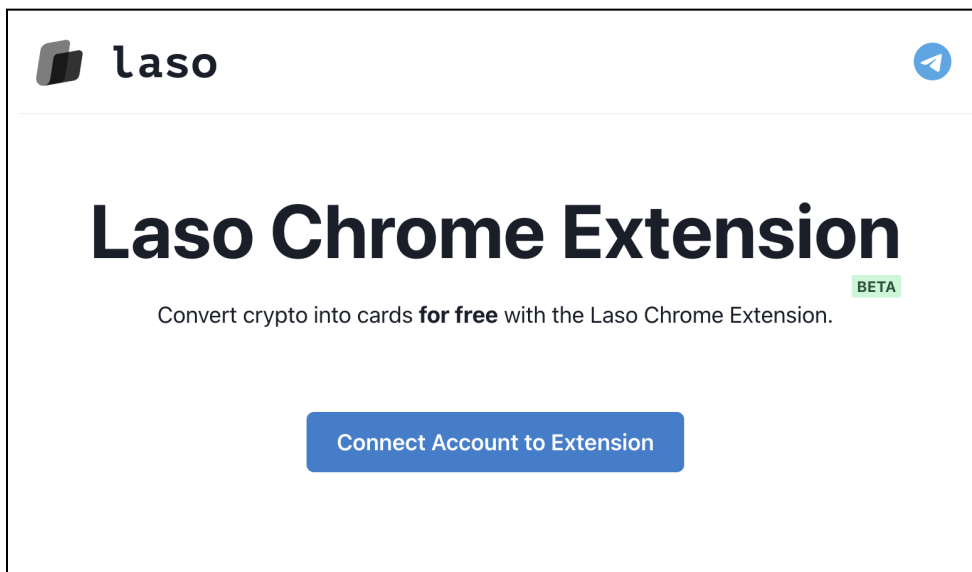 laso
Laso Chrome Extension
BETA
Convert crypto into cards for free with the Laso Chrome Extension.
Connect Account to Extension